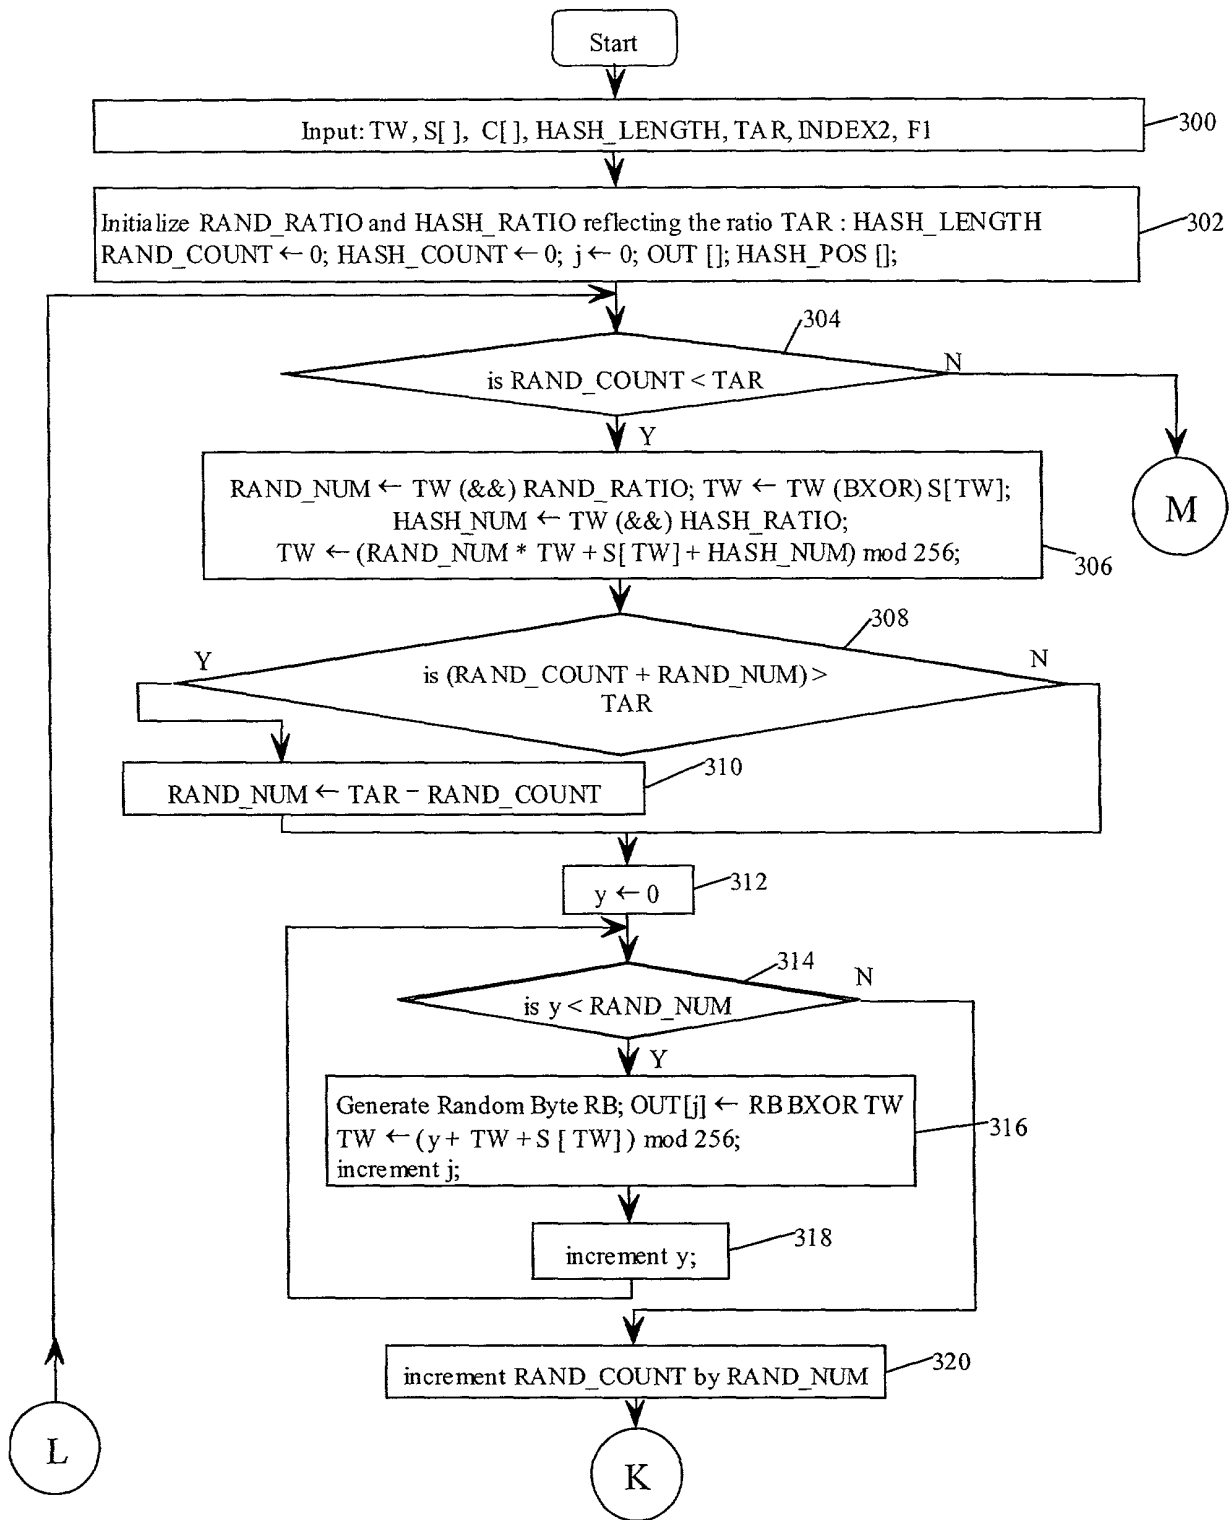 Start
Input: TW, S[ ], C[ ], HASH_LENGTH, TAR, INDEX2, F1
300
Initialize RAND_RATIO and HASH_RATIO reflecting the ratio TAR : HASH_LENGTH
RAND_COUNT ← 0; HASH_COUNT ← 0; j ← 0; OUT []; HASH_POS [];
302
304
is RAND_COUNT < TAR
N
Y
M
RAND_NUM ← TW (&&) RAND_RATIO; TW ← TW (BXOR) S[TW];
HASH_NUM ← TW (&&) HASH_RATIO;
TW ← (RAND_NUM * TW + S[TW] + HASH_NUM) mod 256;
306
308
Y
N
is (RAND_COUNT + RAND_NUM) >
TAR
310
RAND_NUM ← TAR – RAND_COUNT
y ← 0
312
314
N
is y < RAND_NUM
Y
Generate Random Byte RB; OUT[j] ← RB BXOR TW
TW ← (y + TW + S [ TW] ) mod 256;
increment j;
316
increment y;
318
increment RAND_COUNT by RAND_NUM
320
L
K